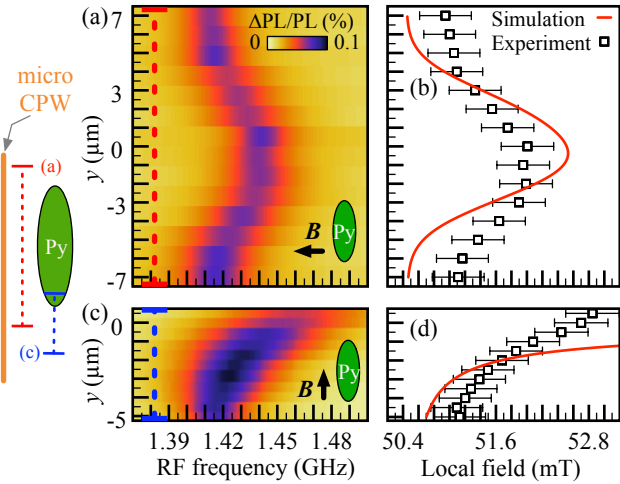 micro
CPW
(a)
Py
(c)
(a)
ΔPL/PL (%)
0
0.1
y (μm)
7
3
0
-3
-7
B
Py
(b)
Simulation
Experiment
(c)
y (μm)
0
-5
B
Py
(d)
1.39
1.42
1.45
1.48
RF frequency (GHz)
50.4
51.6
52.8
Local field (mT)